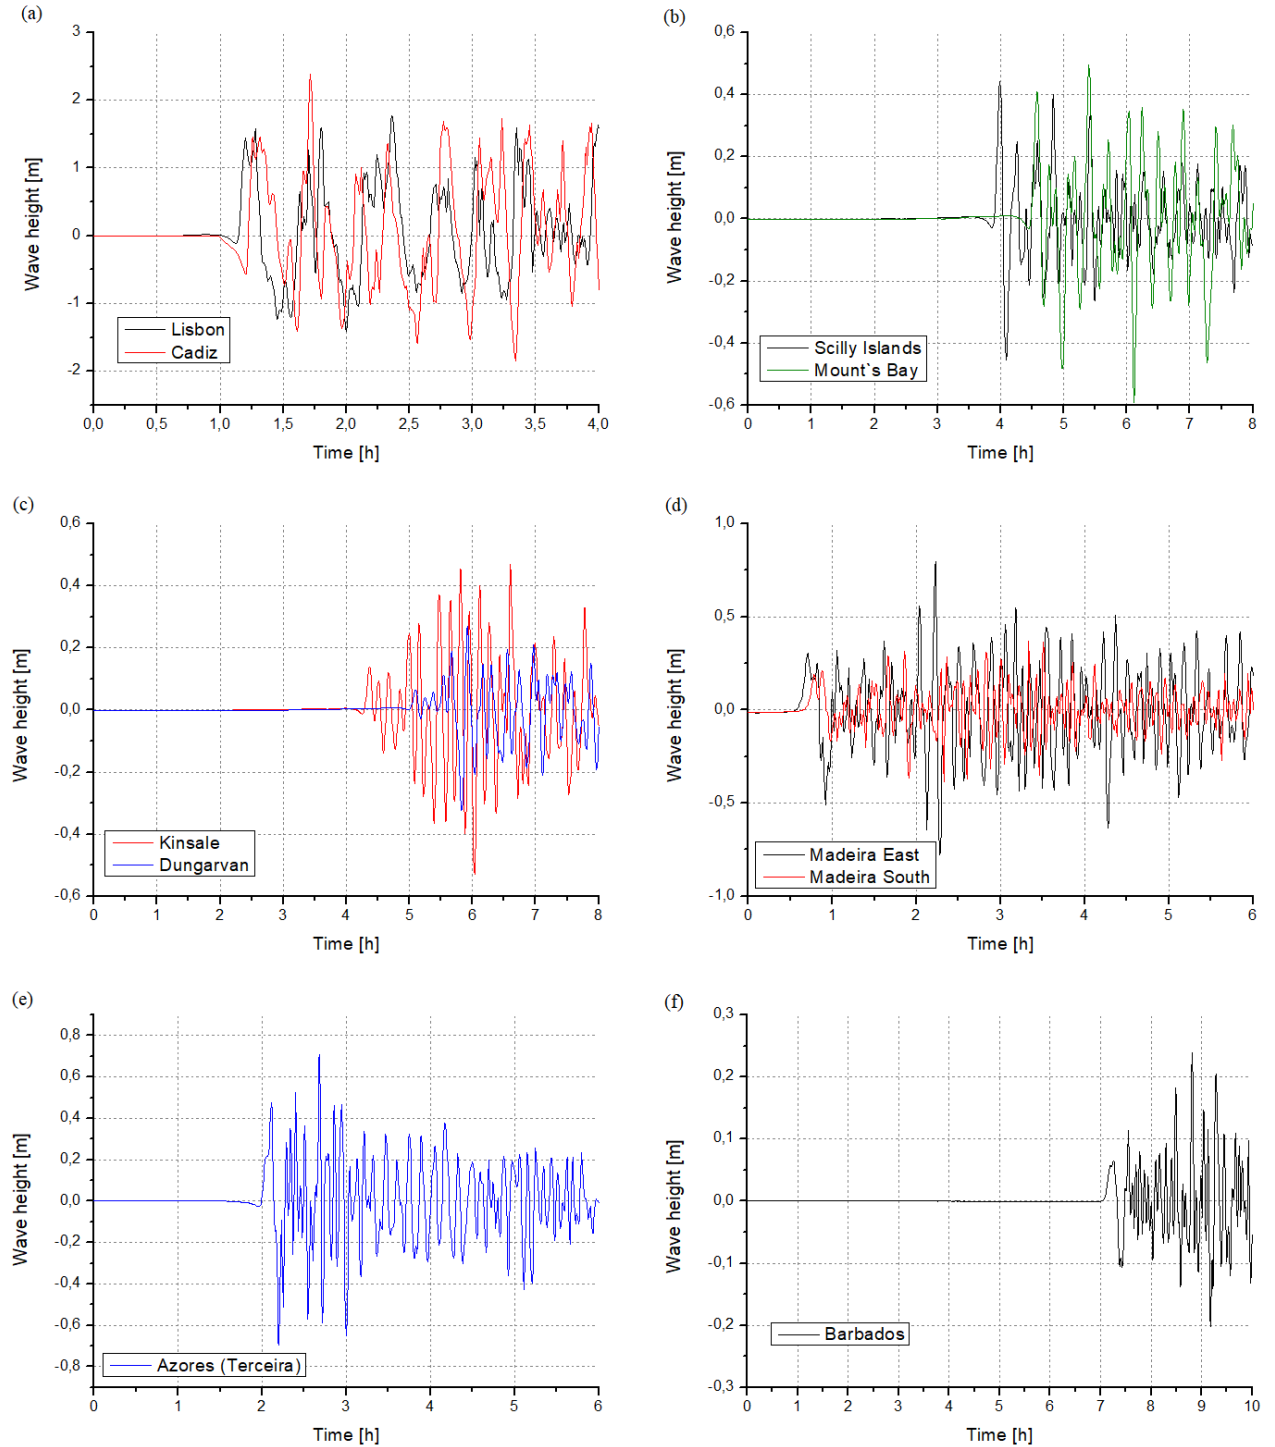 (a)
3
2
1
0
-1
-2
Wave height [m]
Lisbon
Cadiz
0,0 0,5 1,0 1,5 2,0 2,5 3,0 3,5 4,0
Time [h]
(b)
0,6
0,4
0,2
0,0
-0,2
-0,4
-0,6
Wave height [m]
Scilly Islands
Mount`s Bay
0 1 2 3 4 5 6 7 8
Time [h]
(c)
0,6
0,4
0,2
0,0
-0,2
-0,4
-0,6
Wave height [m]
Kinsale
Dungarvan
0 1 2 3 4 5 6 7 8
Time [h]
(d)
1,0
0,5
0,0
-0,5
-1,0
Wave height [m]
Madeira East
Madeira South
0 1 2 3 4 5 6
Time [h]
(e)
0,8
0,6
0,4
0,2
0,0
-0,2
-0,4
-0,6
-0,8
Wave height [m]
Azores (Terceira)
0 1 2 3 4 5 6
Time [h]
(f)
0,3
0,2
0,1
0,0
-0,1
-0,2
-0,3
Wave height [m]
Barbados
0 1 2 3 4 5 6 7 8 9 10
Time [h]